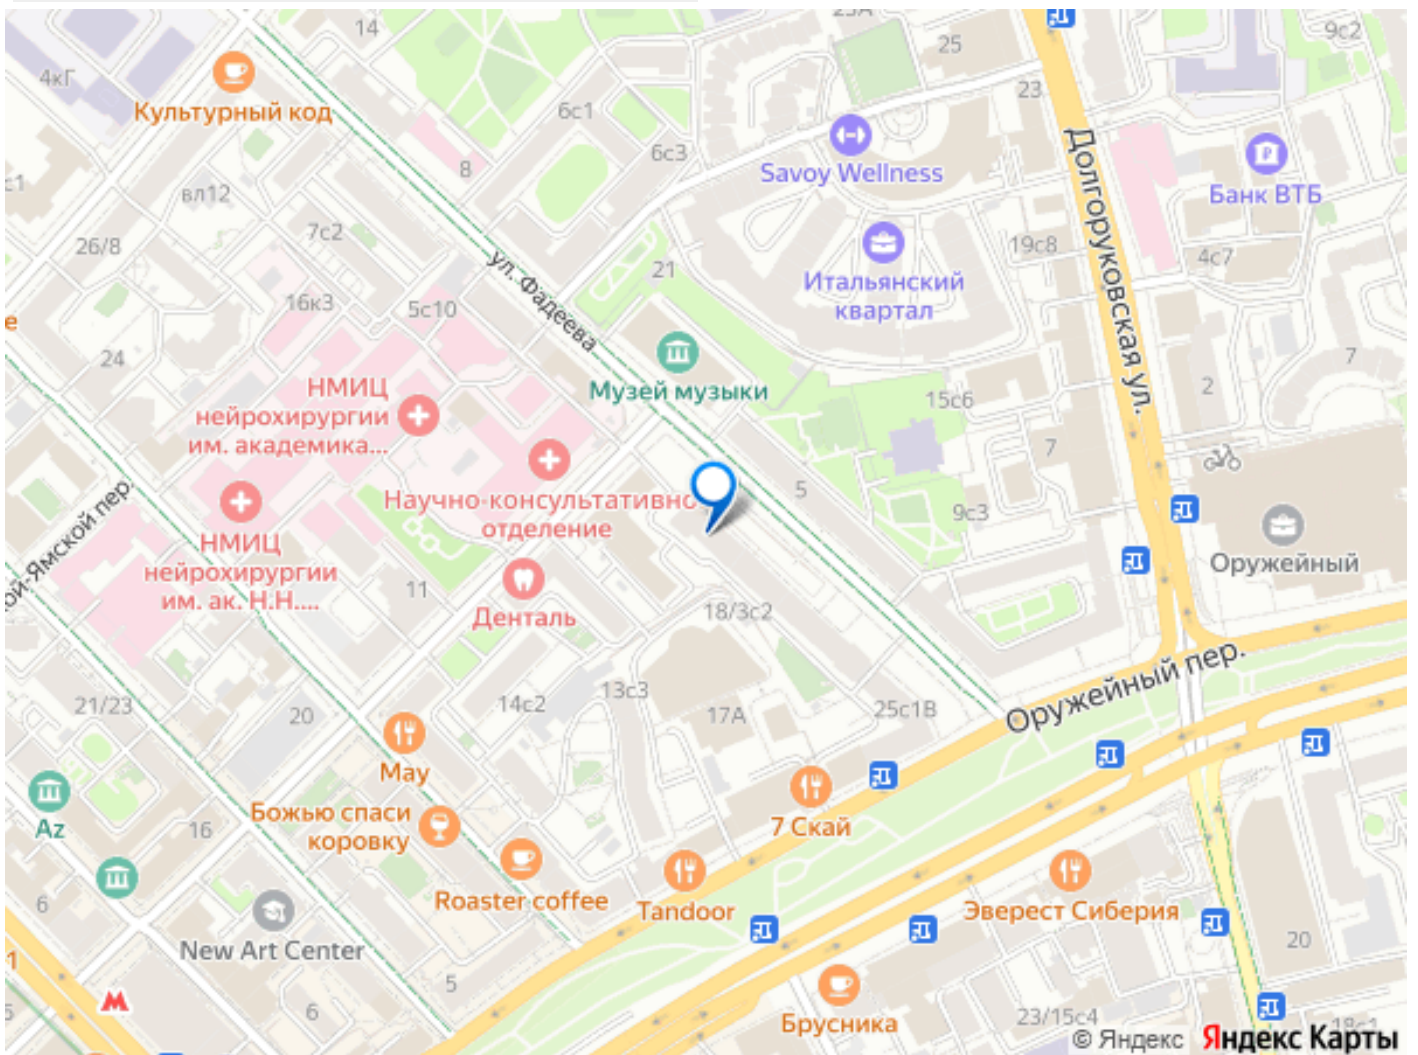 14
25
9с2
4кГ
Культурный код
6с1
23
6с3
8
Savoy Wellness
Долгоруковская ул.
Банк ВТБ
вл12
7с2
26/8
19с8
4с7
21
ул. Фадеева
Итальянский
квартал
16к3
5с10
24
7
Музей музыки
2
15с6
НМИЦ
нейрохирургии
им. академика...
7
5
Научно-консультативно
отделение
9с3
НМИЦ
нейрохирургии
им. ак. Н.Н....
ой-Ямской пер.
Оружейный
11
Денталь
18/3с2
Оружейный пер.
21/23
20
14с2
13с3
17А
25с1В
Мау
Az
Божью спаси
коровку
16
7 Скай
Roaster coffee
Tandoor
Эверест Сиберия
6
New Art Center
20
5
6
Брусника
23/15с4
18с1
© Яндекс Яндекс Карты